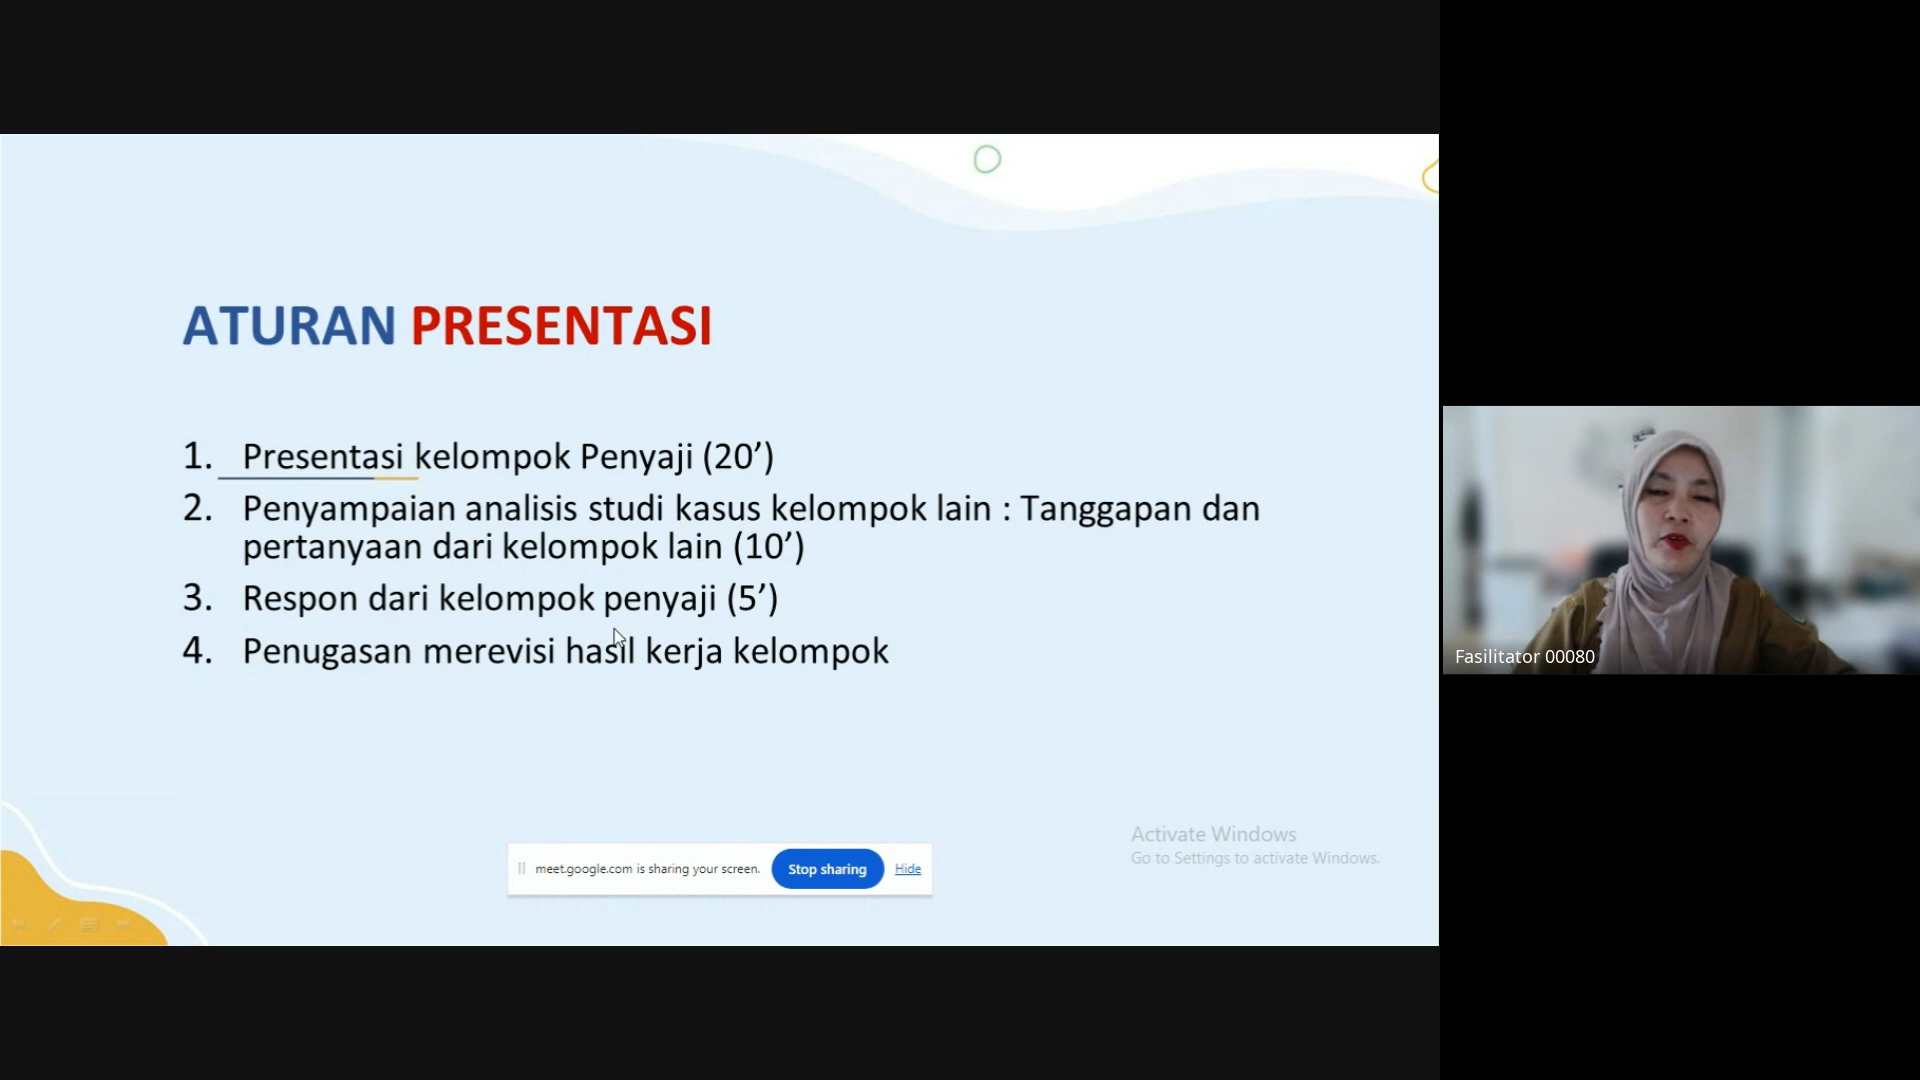 ATURAN PRESENTASI
1. Presentasi kelompok Penyaji (20’)
2. Penyampaian analisis studi kasus kelompok lain : Tanggapan dan
pertanyaan dari kelompok lain (10’)
3. Respon dari kelompok penyaji (5’)
4. Penugasan merevisi hasil kerja kelompok
Fasilitator 00080
Activate Windows
Go to Settings to activate Windows.
meet.google.com is sharing your screen. Stop sharing Hide